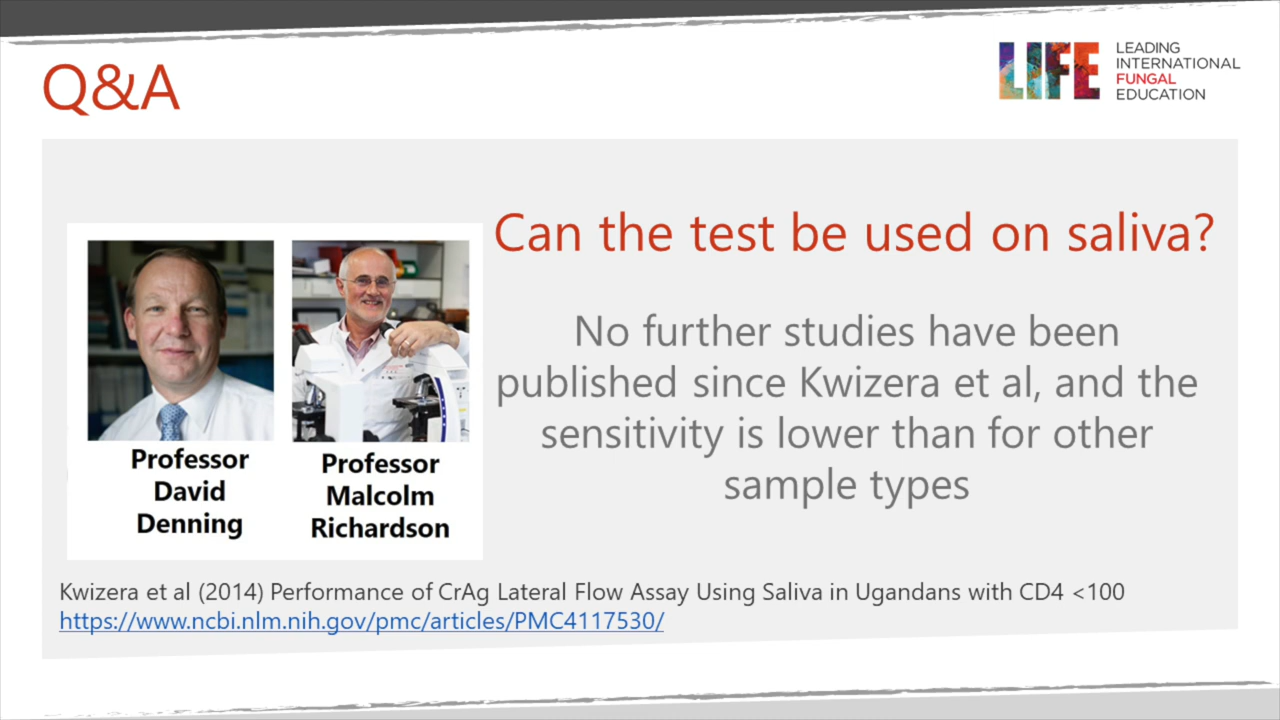 Q&A
LIFE
LEADING
INTERNATIONAL
FUNGAL
EDUCATION
Can the test be used on saliva?
No further studies have been
published since Kwizera et al, and the
sensitivity is lower than for other
sample types
Professor
David
Denning
Professor
Malcolm
Richardson
Kwizera et al (2014) Performance of CrAg Lateral Flow Assay Using Saliva in Ugandans with CD4 <100
https://www.ncbi.nlm.nih.gov/pmc/articles/PMC4117530/